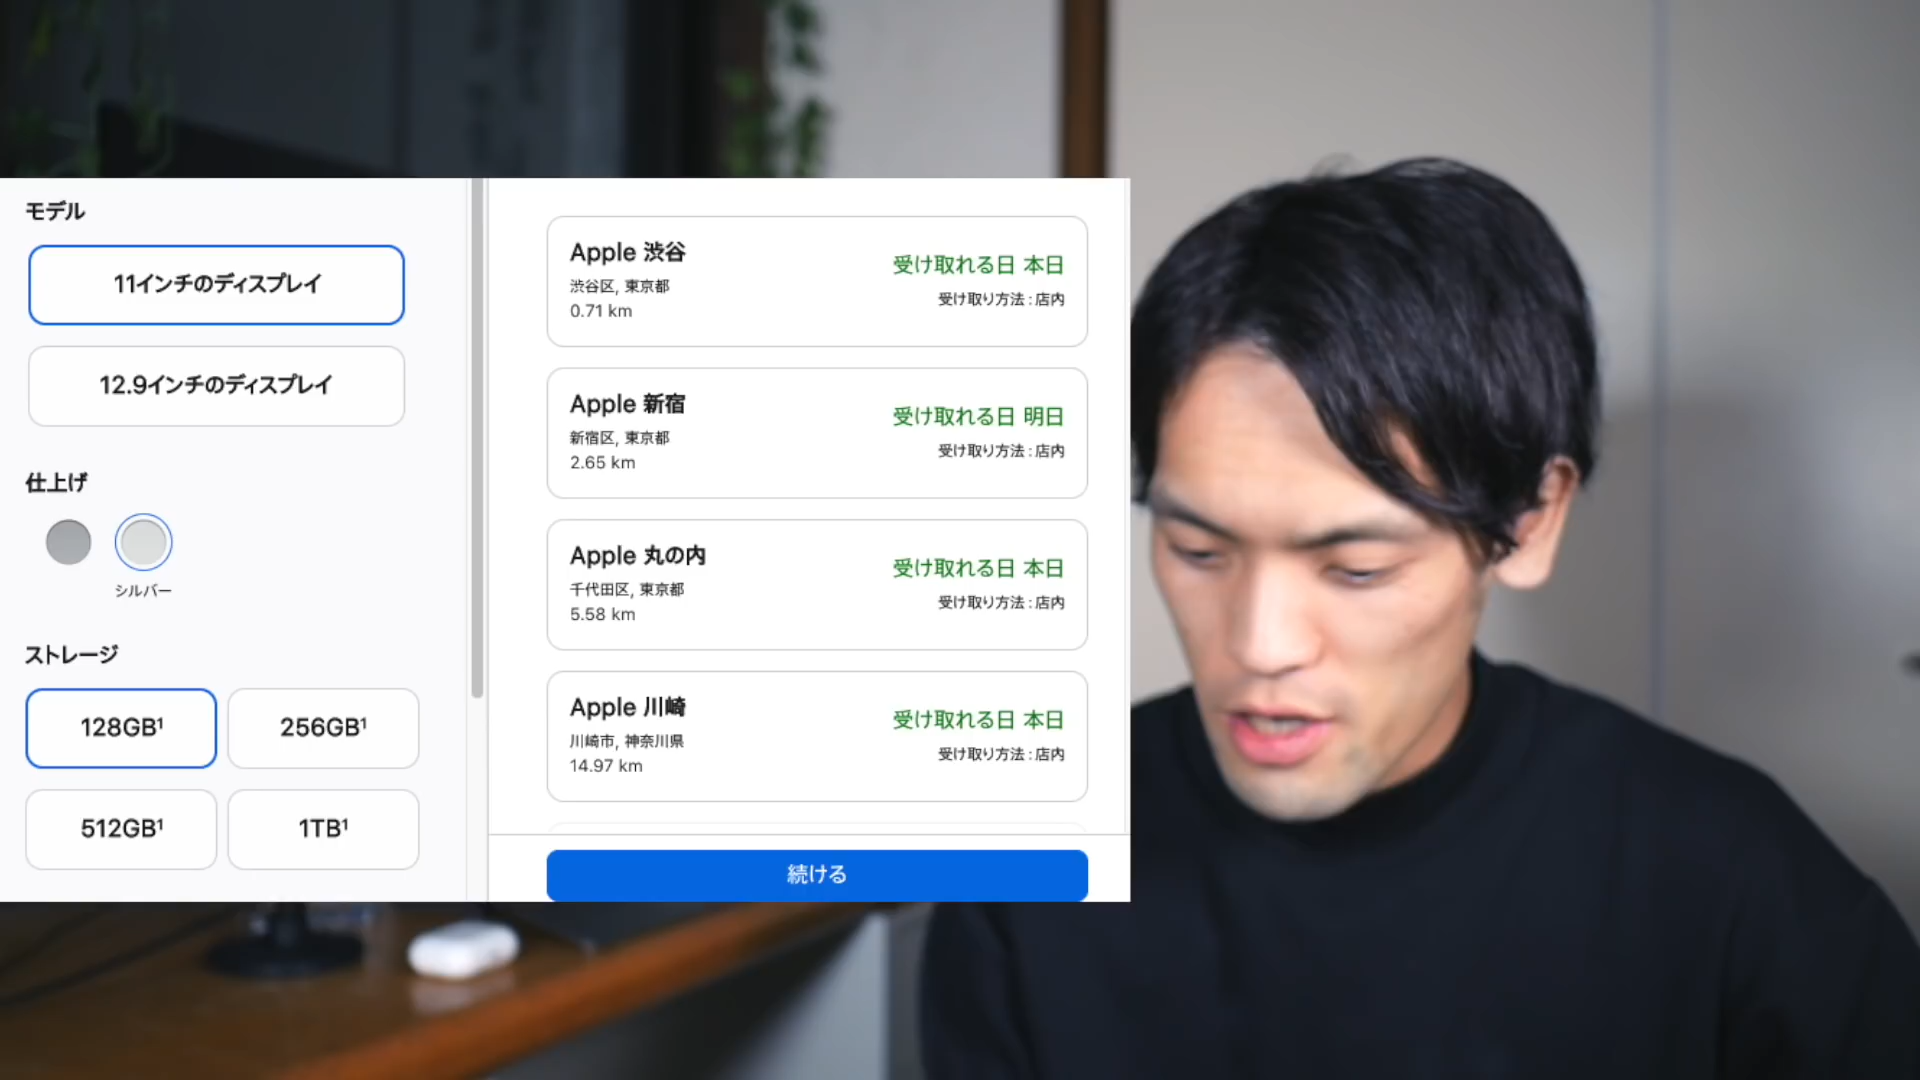 モデル
11インチのディスプレイ
12.9インチのディスプレイ
仕上げ
シルバー
ストレージ
128GB¹
256GB¹
512GB¹
1TB¹
Apple 渋谷
渋谷区, 東京都
0.71 km
受け取れる日 本日
受け取り方法 : 店内
Apple 新宿
新宿区, 東京都
2.65 km
受け取れる日 明日
受け取り方法 : 店内
Apple 丸の内
千代田区, 東京都
5.58 km
受け取れる日 本日
受け取り方法 : 店内
Apple 川崎
川崎市, 神奈川県
14.97 km
受け取れる日 本日
受け取り方法 : 店内
続ける